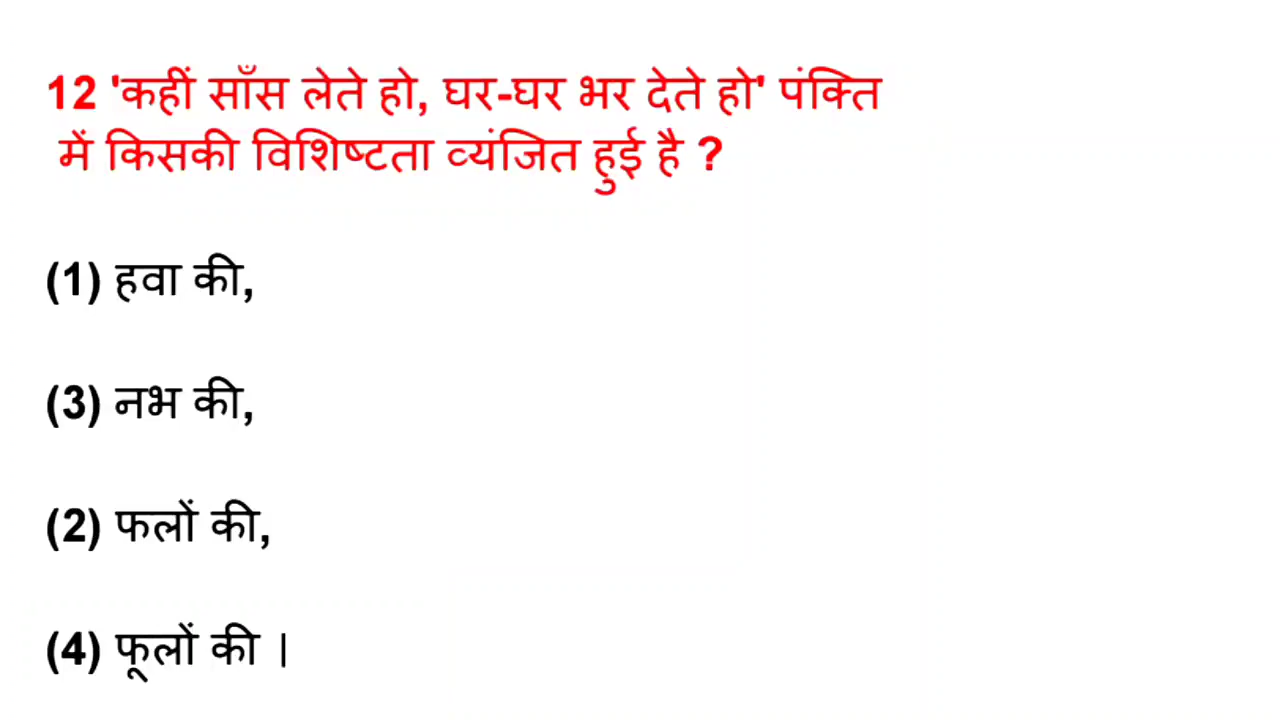 12 'कहीं साँस लेते हो, घर-घर भर देते हो' पंक्ति
में किसकी विशिष्टता व्यंजित हुई है ?
(1) हवा की,
(3) नभ की,
(2) फलों की,
(4) फूलों की ।